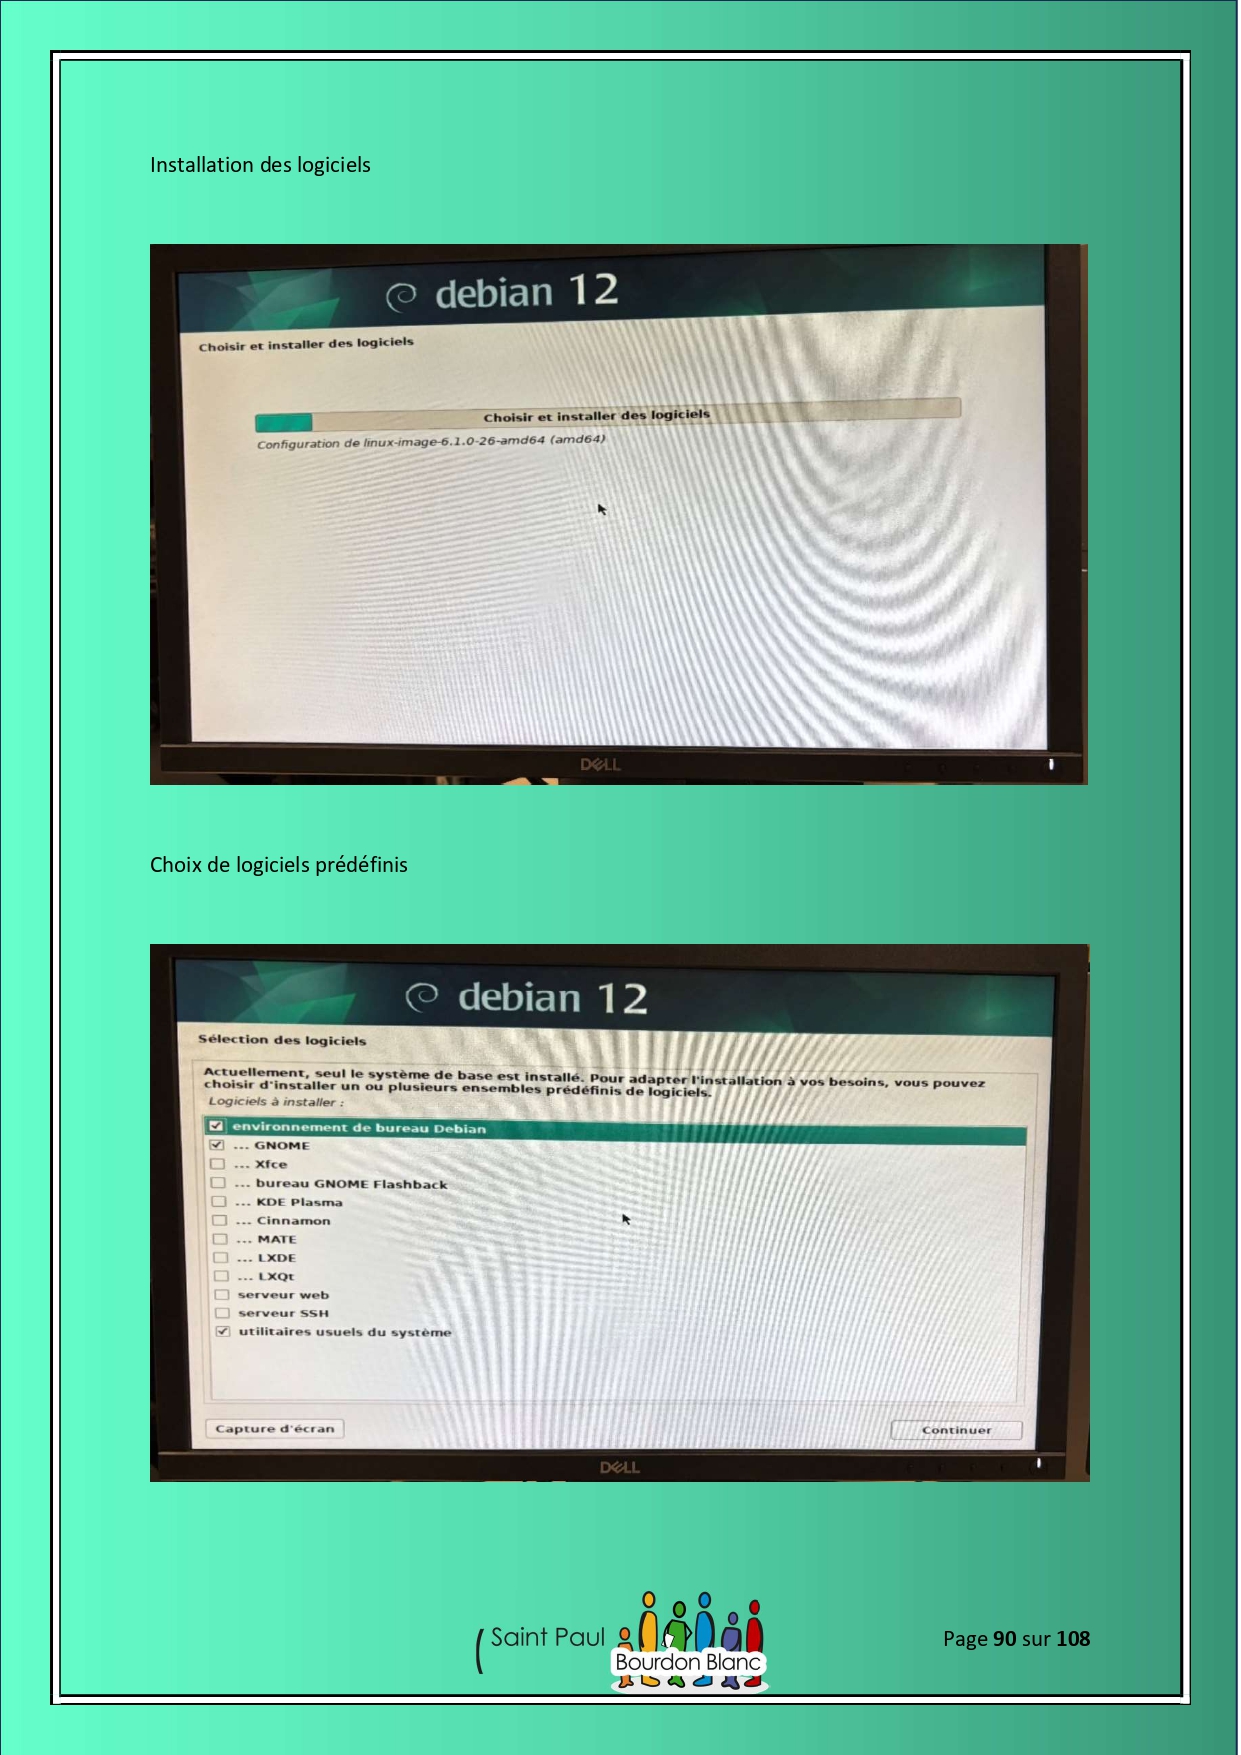 Installation des logiciels
debian 12
Choisir et installer des logiciels
Choisir et installer des logiciels
Configuration de linux-image-6.1.0-26-amd64 (amd64)
DELL
Choix de logiciels prédéfinis
debian 12
Sélection des logiciels
Actuellement, seul le système de base est installé. Pour adapter l'installation à vos besoins, vous pouvez
choisir d'installer un ou plusieurs ensembles prédéfinis de logiciels.
Logiciels à installer :
environnement de bureau Debian
... GNOME
... Xfce
... bureau GNOME Flashback
... KDE Plasma
... Cinnamon
... MATE
... LXDE
... LXQt
serveur web
serveur SSH
utilitaires usuels du système
Capture d'écran
Continuer
DELL
Saint Paul
Bourdon Blanc
Page 90 sur 108